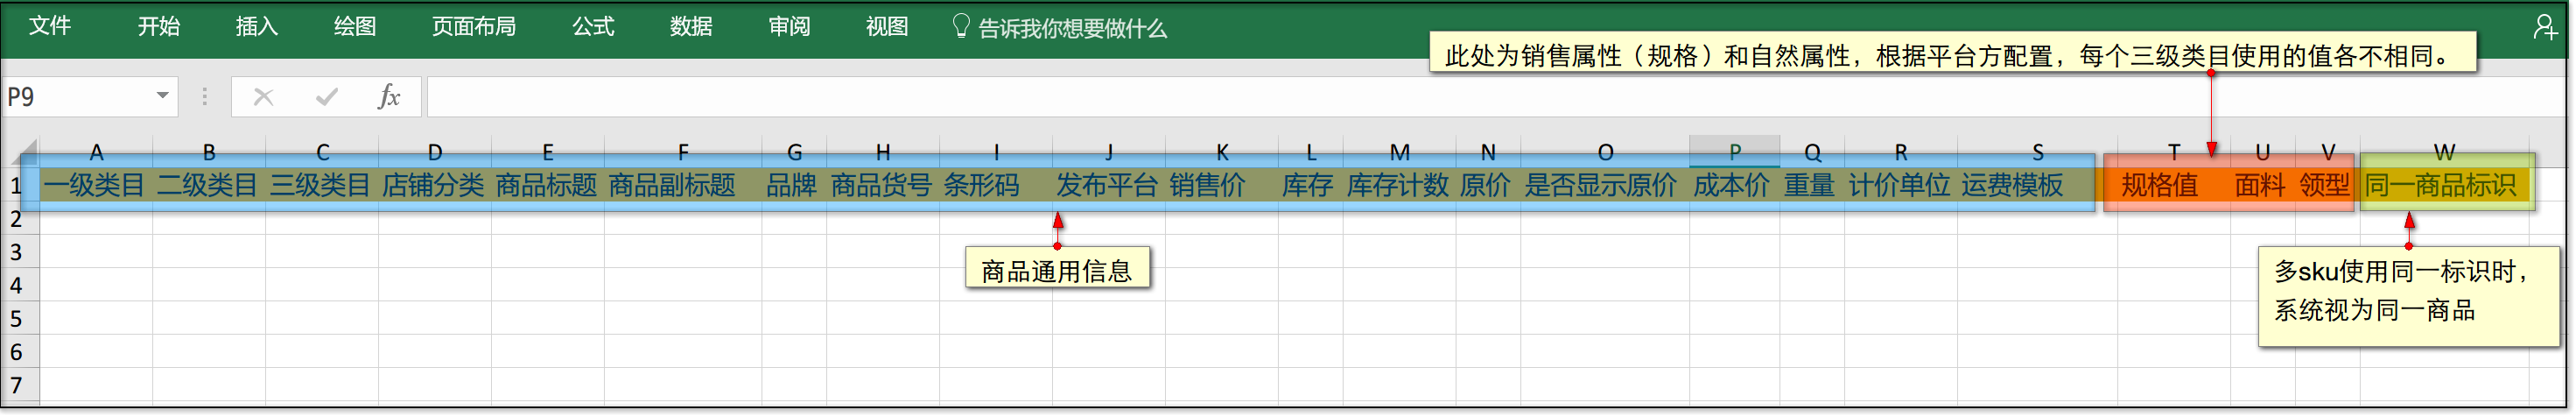 文件 开始 插入 绘图 页面布局 公式 数据 审阅 视图 告诉我你想要做什么
此处为销售属性（规格）和自然属性，根据平台方配置，每个三级类目使用的值各不相同。
P9 fx
A B C D E F G H I J K L M N O P Q R S T U V W
1 一级类目 二级类目 三级类目 店铺分类 商品标题 商品副标题 品牌 商品货号 条形码 发布平台 销售价 库存 库存计数 原价 是否显示原价 成本价 重量 计价单位 运费模板 规格值 面料 领型 同一商品标识
2
3
商品通用信息
多sku使用同一标识时，
系统视为同一商品
4
5
6
7